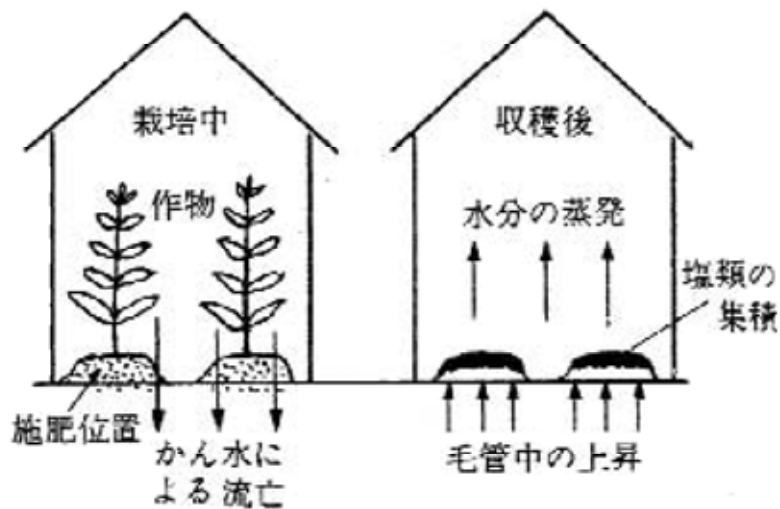 栽培中
作物
施肥位置
かん水に
よる流亡
収穫後
水分の蒸発
塩類の
集積
毛管中の上昇